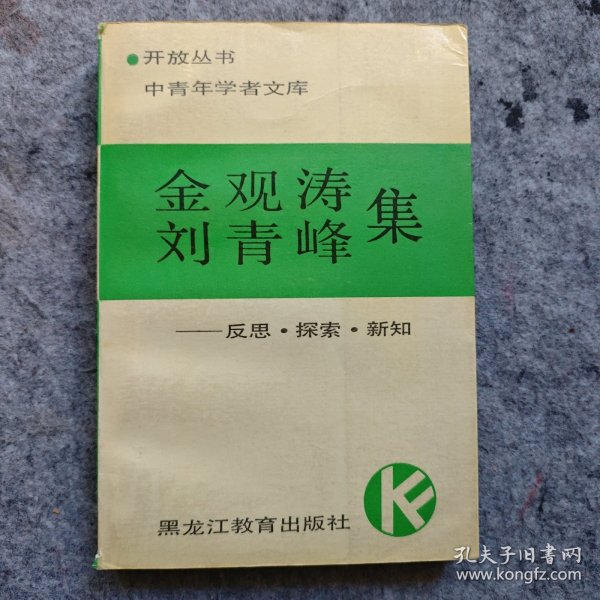 ●开放丛书
中青年学者文库
金观涛
刘青峰 集
——反思·探索·新知
黑龙江教育出版社
KF
孔夫子旧书网
www.kongfz.com